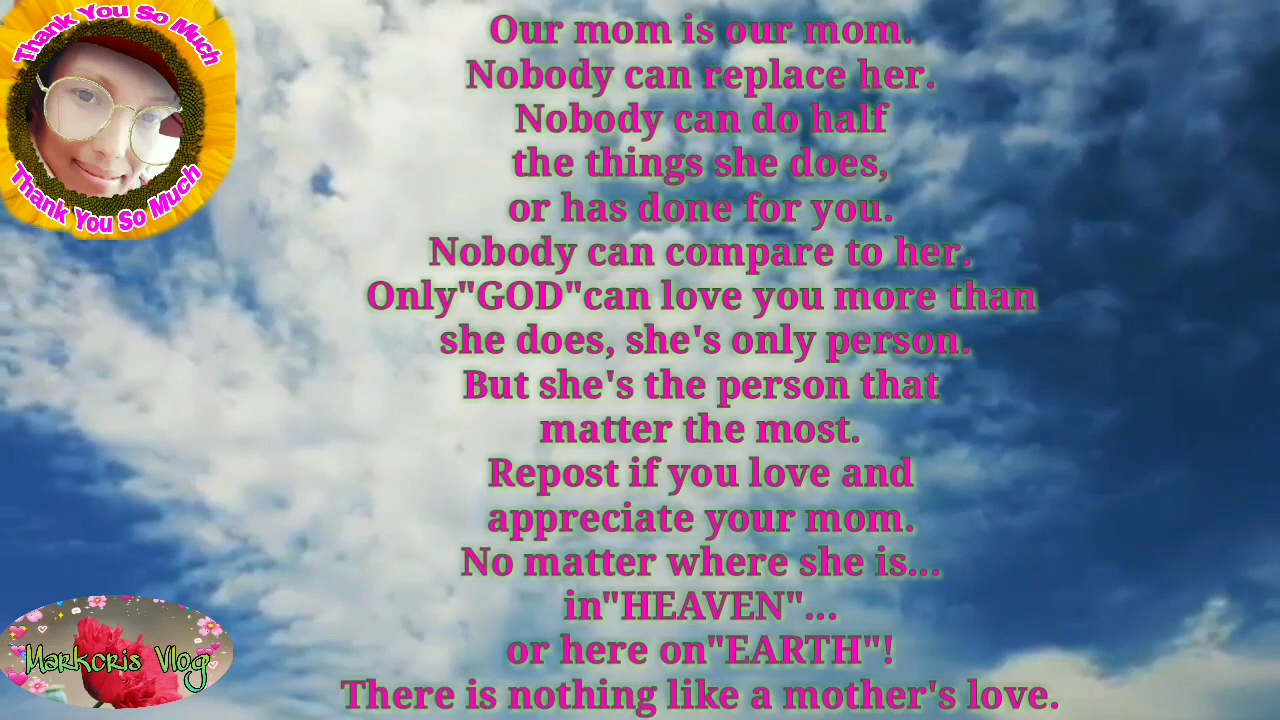 Thank You So Much
Thank You So Much
Our mom is our mom.
Nobody can replace her.
Nobody can do half
the things she does,
or has done for you.
Nobody can compare to her.
Only"GOD"can love you more than
she does, she's only person.
But she's the person that
matter the most.
Repost if you love and
appreciate your mom.
No matter where she is...
in"HEAVEN"...
or here on"EARTH"!
There is nothing like a mother's love.
Markcris Vlog